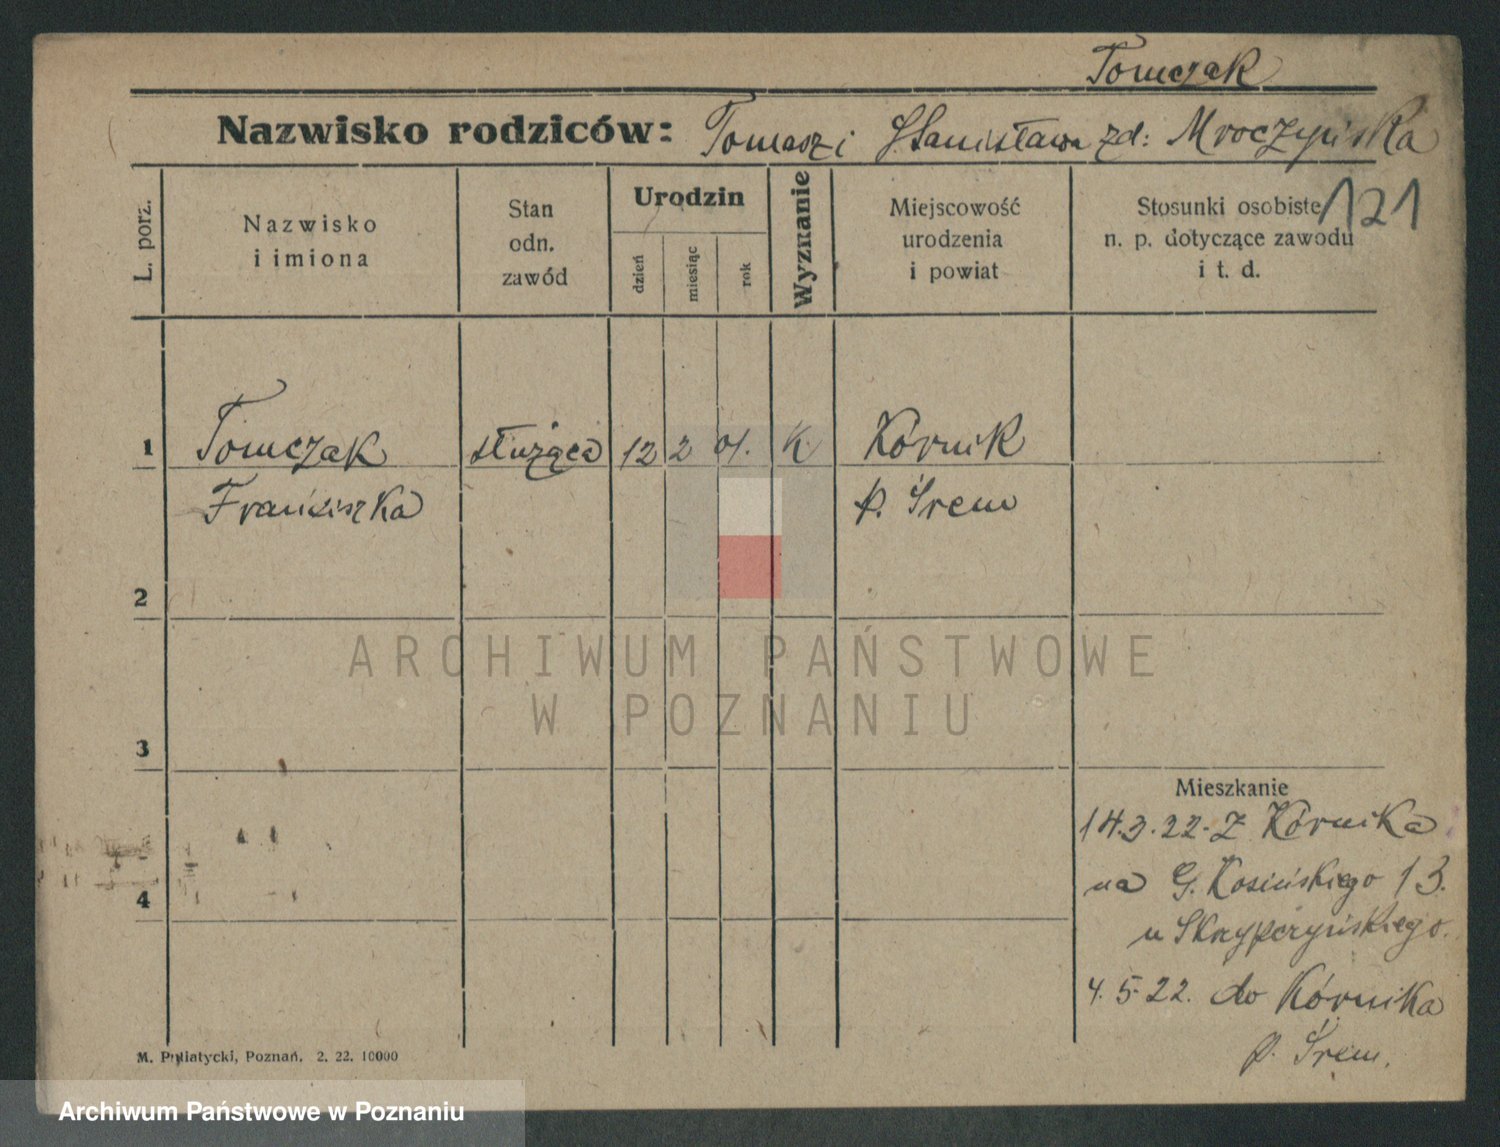 Tomczak
Nazwisko rodziców: Tomasz i Stanisława zd: Mroczyńska
121
L. porz.
Nazwisko
i imiona
Stan
odn.
zawód
Urodzin
dzień
miesiąc
rok
Wyznanie
Miejscowość
urodzenia
i powiat
Stosunki osobiste
n. p. dotyczące zawodu
i t. d.
1
Tomczak służąca 12 2 01. K. Kórnik
Franciszka p. Śrem
2
ARCHIWUM PAŃSTWOWE
W POZNANIU
3
Mieszkanie
14.3.22. z Kórnika
na G. Kosińskiego 13.
4
u Skrypczyńskiego.
4.5.22. do Kórnika
p. Śrem.
M. Putiatycki, Poznań. 2. 22. 10000
Archiwum Państwowe w Poznaniu